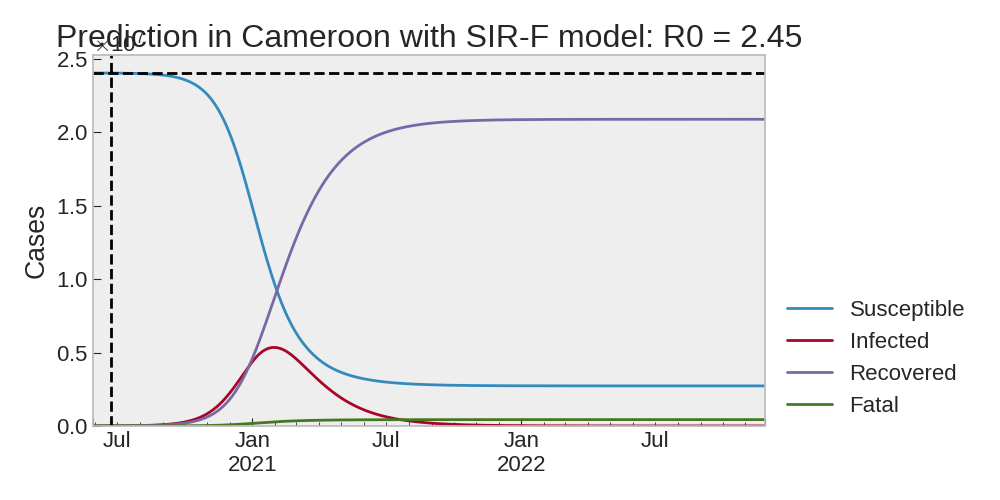 Prediction in Cameroon with SIR-F model: R0 = 2.45
×10⁷
2.5
2.0
1.5
1.0
0.5
0.0
Cases
Jul Jan Jul Jan Jul
2021 2022
Susceptible
Infected
Recovered
Fatal